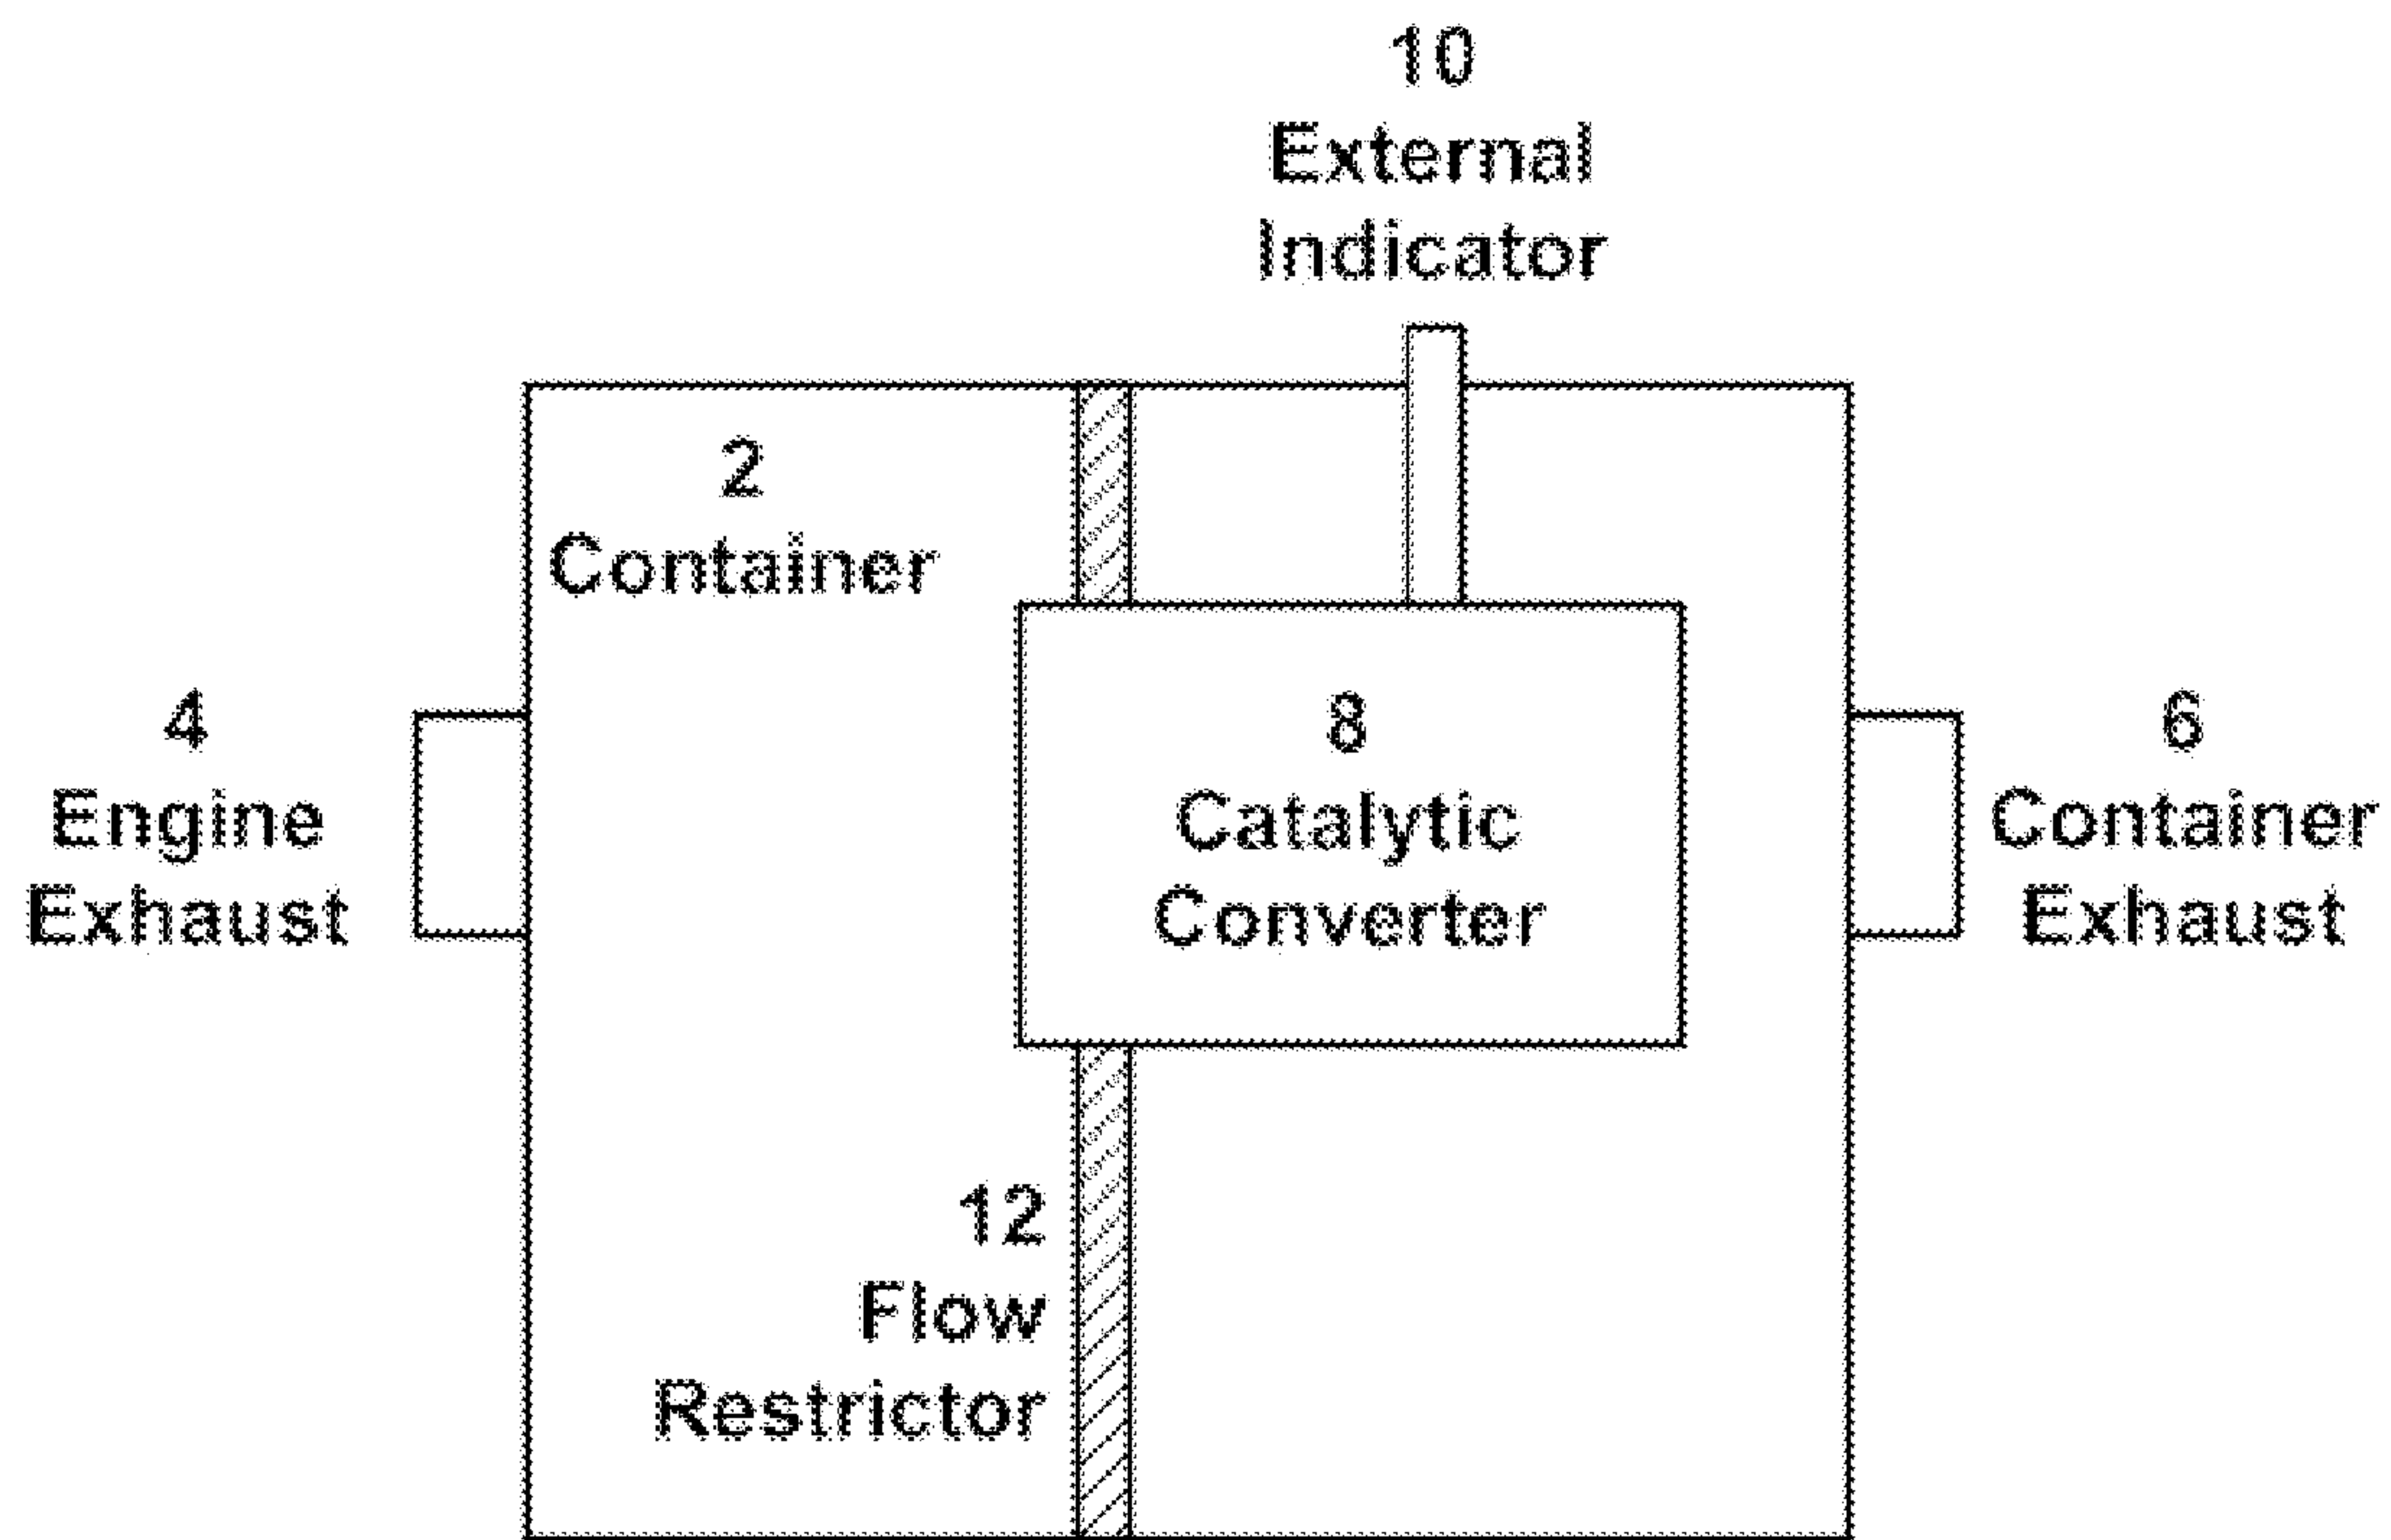 10
External
Indicator
2
Container
4
Engine
Exhaust
8
Catalytic
Converter
6
Container
Exhaust
12
Flow
Restrictor